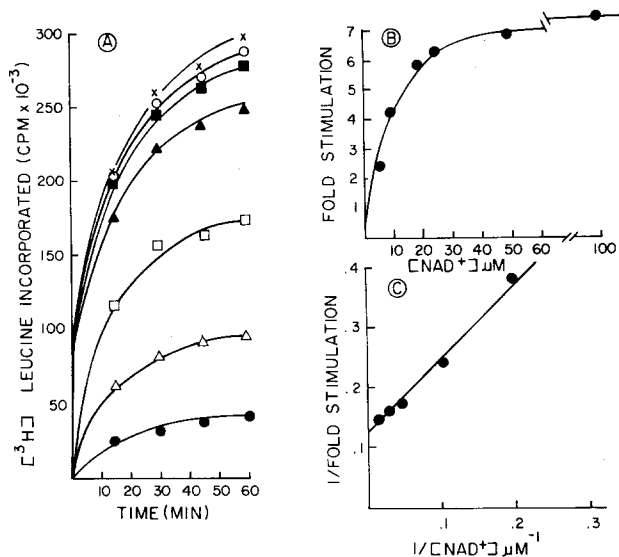 A
[³H] LEUCINE INCORPORATED (CPM x 10⁻³)
300
250
200
150
100
50
10 20 30 40 50 60
TIME (MIN)
B
FOLD STIMULATION
7
6
5
4
3
2
1
10 20 30 40 50 60 100
[NAD⁺] μM
C
1/FOLD STIMULATION
.4
.3
.2
.1
.1 .2 0.3
1/[NAD⁺] μM⁻¹